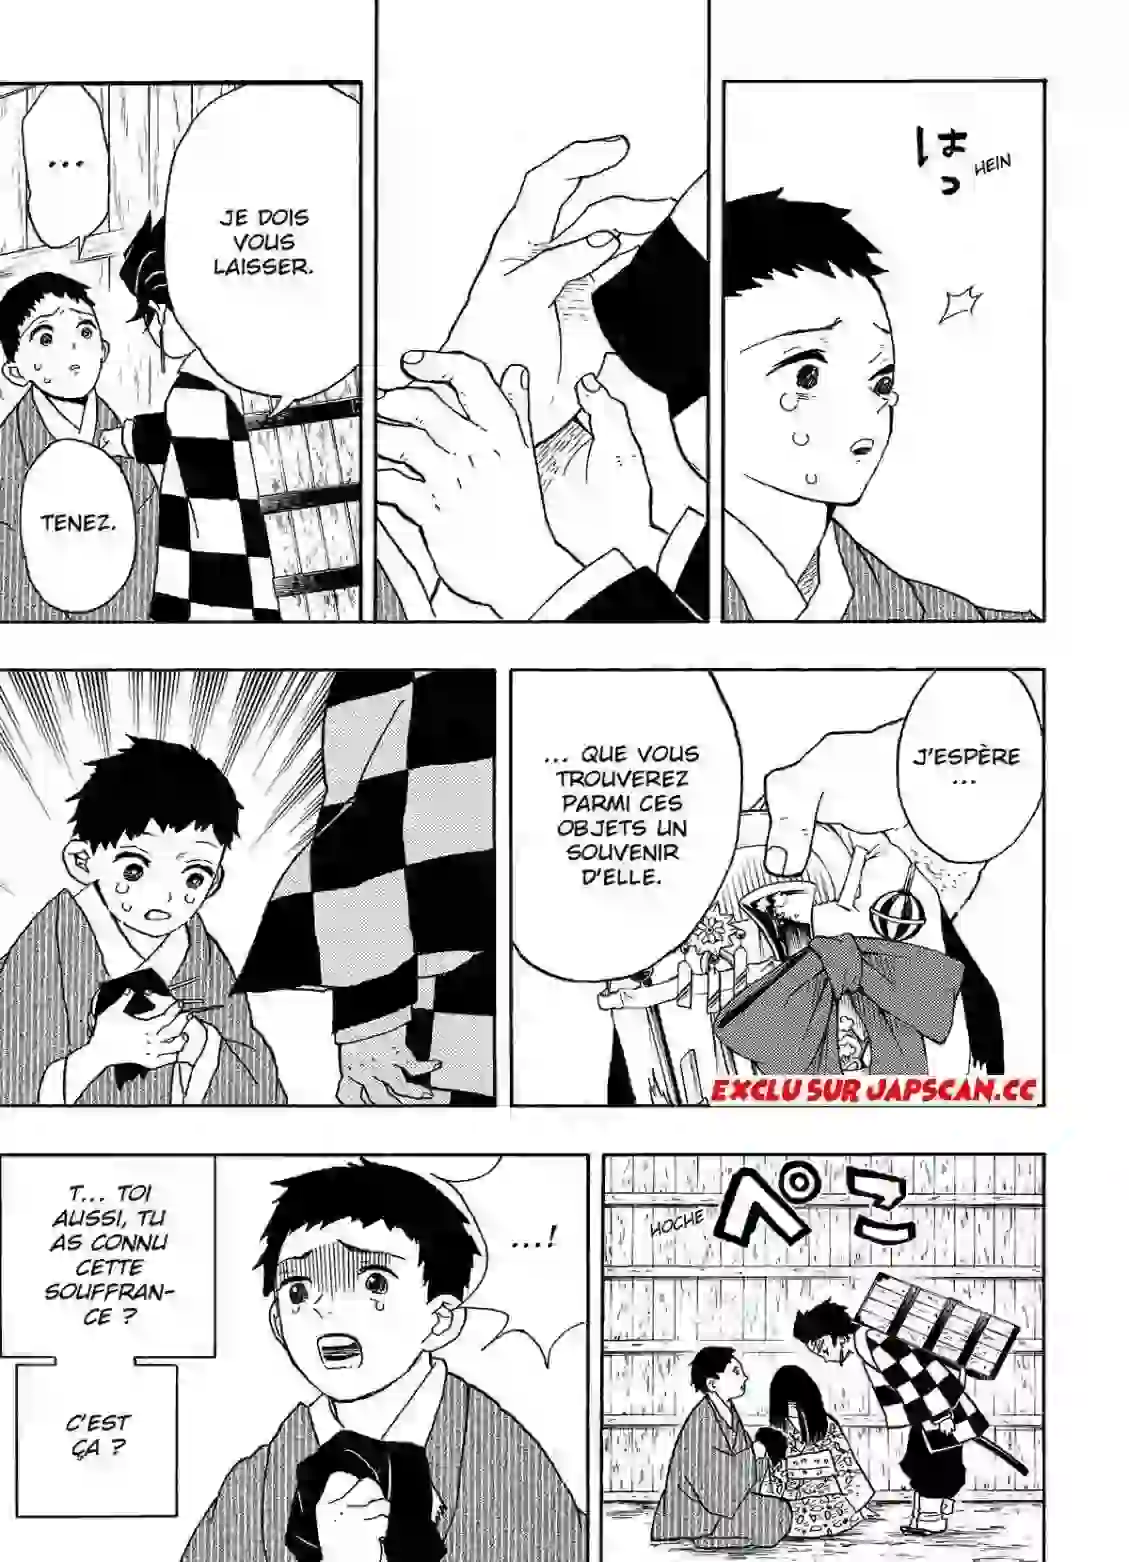 はっ
HEIN
JE DOIS
VOUS
LAISSER.
...
TENEZ.
J'ESPÈRE
...
... QUE VOUS
TROUVEREZ
PARMI CES
OBJETS UN
SOUVENIR
D'ELLE.
EXCLU SUR JAPSCAN.CC
ペこ
HOCHE
...!
T... TOI
AUSSI, TU
AS CONNU
CETTE
SOUFFRAN-
CE ?
C'EST
ÇA ?